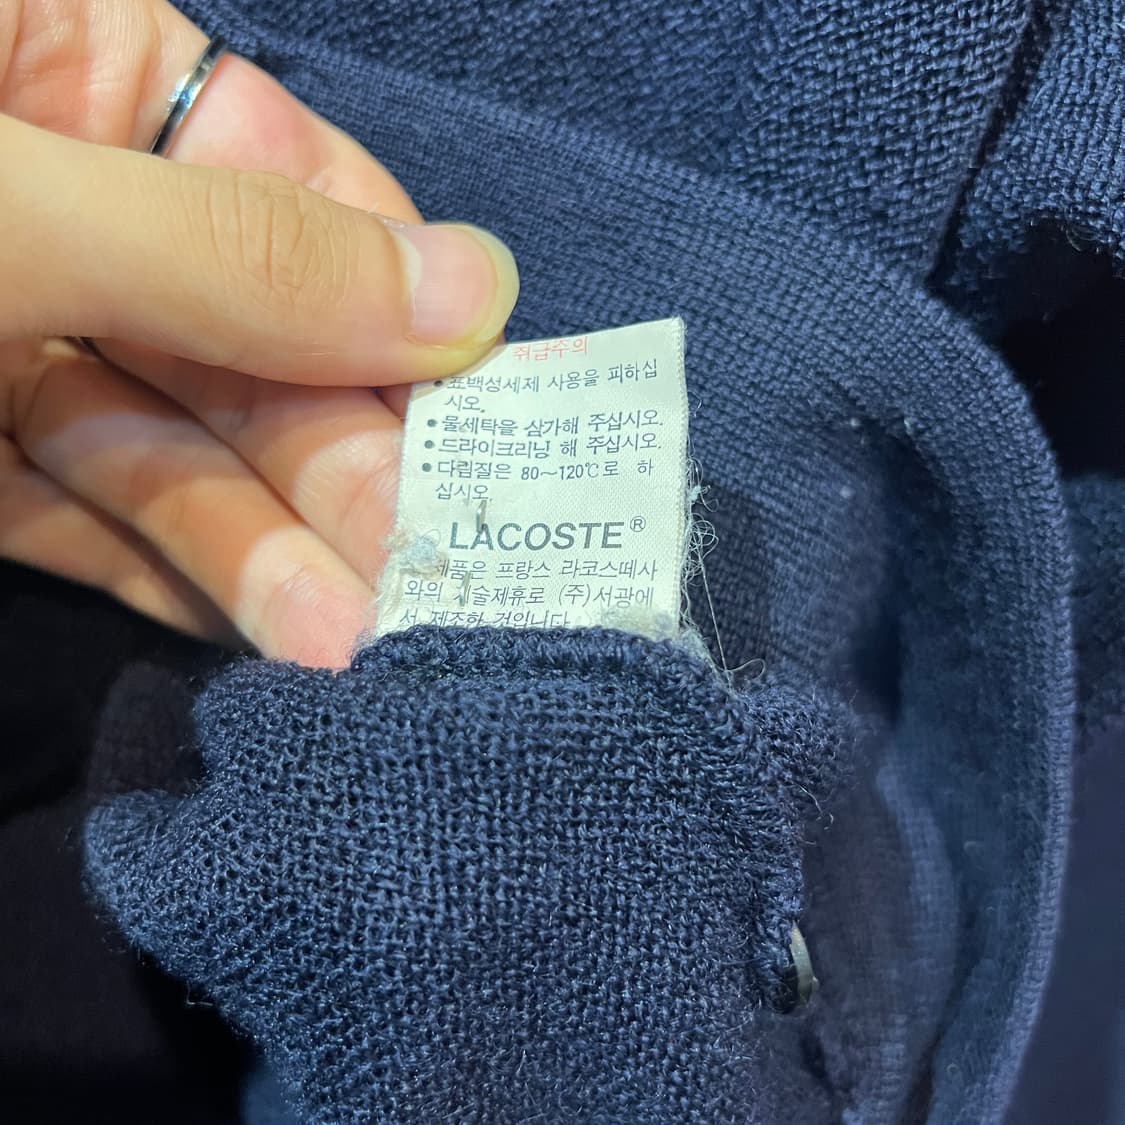 취급주의
• 표백성세제 사용을 피하십
시오.
• 물세탁을 삼가해 주십시오.
• 드라이크리닝 해 주십시오.
• 다림질은 80~120℃로 하
십시오.
LACOSTE®
제품은 프랑스 라코스떼사
와의 기술제휴로 (주)서광에
서 제조한 것입니다.